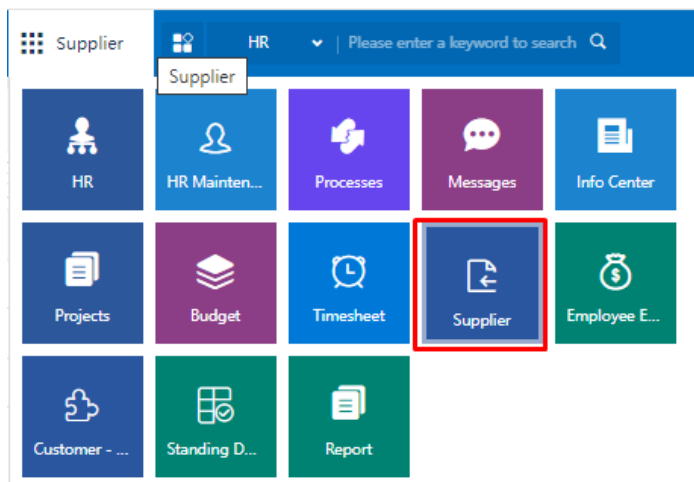 Supplier
HR
Please enter a keyword to search
Supplier
HR
HR Mainten...
Processes
Messages
Info Center
Projects
Budget
Timesheet
Supplier
Employee E...
Customer - ...
Standing D...
Report